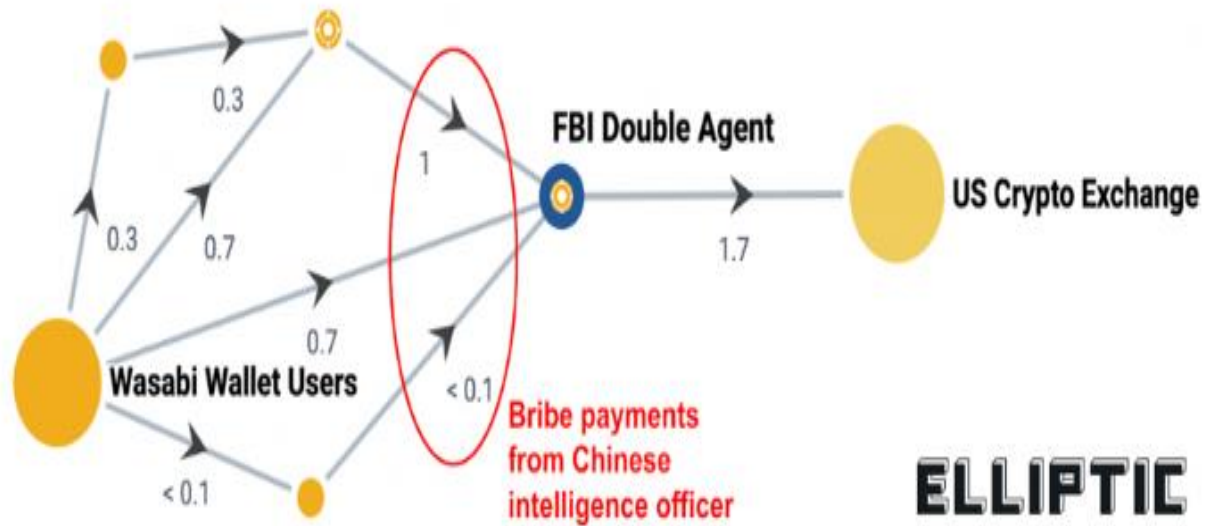 0.3
1
FBI Double Agent
US Crypto Exchange
0.3
0.7
1.7
0.7
Wasabi Wallet Users
< 0.1
< 0.1
Bribe payments
from Chinese
intelligence officer
ELLIPTIC